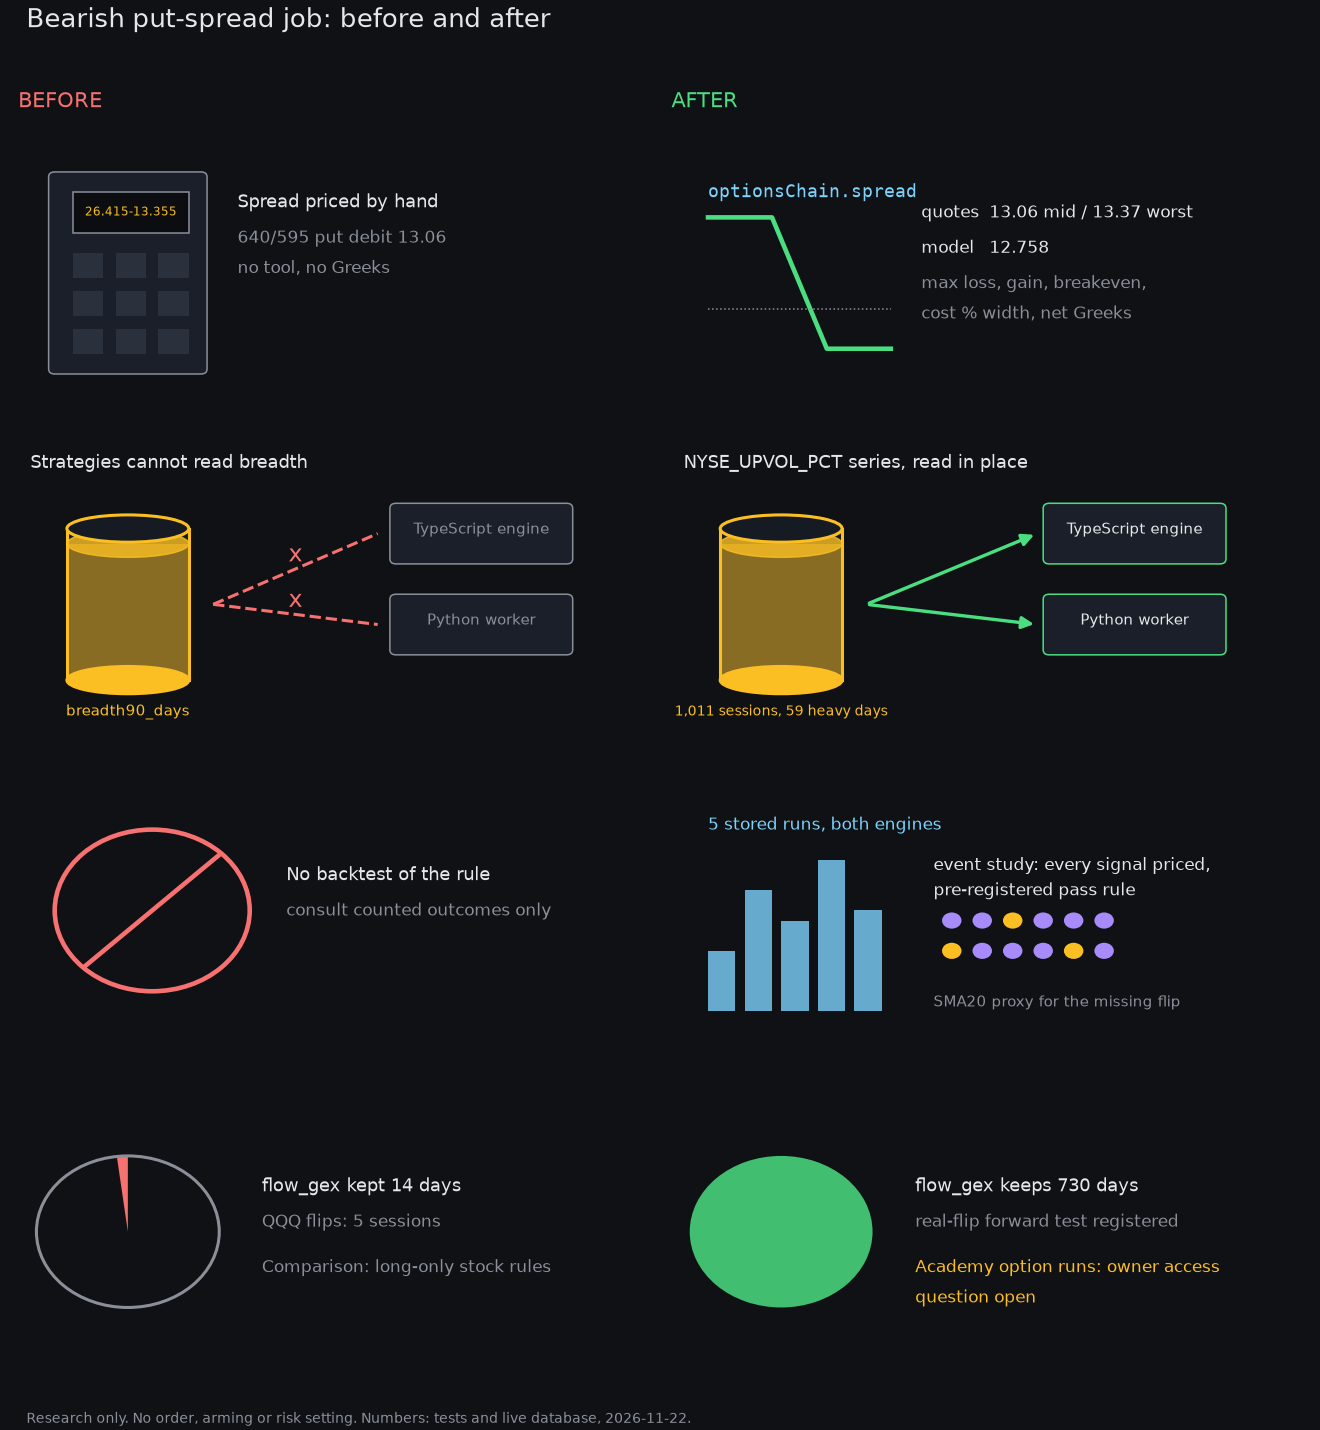 Bearish put-spread job: before and after
BEFORE
AFTER
26.415-13.355
Spread priced by hand
640/595 put debit 13.06
no tool, no Greeks
optionsChain.spread
quotes  13.06 mid / 13.37 worst
model   12.758
max loss, gain, breakeven,
cost % width, net Greeks
Strategies cannot read breadth
TypeScript engine
X
X
Python worker
breadth90_days
NYSE_UPVOL_PCT series, read in place
TypeScript engine
Python worker
1,011 sessions, 59 heavy days
No backtest of the rule
consult counted outcomes only
5 stored runs, both engines
event study: every signal priced,
pre-registered pass rule
SMA20 proxy for the missing flip
flow_gex kept 14 days
QQQ flips: 5 sessions
Comparison: long-only stock rules
flow_gex keeps 730 days
real-flip forward test registered
Academy option runs: owner access
question open
Research only. No order, arming or risk setting. Numbers: tests and live database, 2026-11-22.